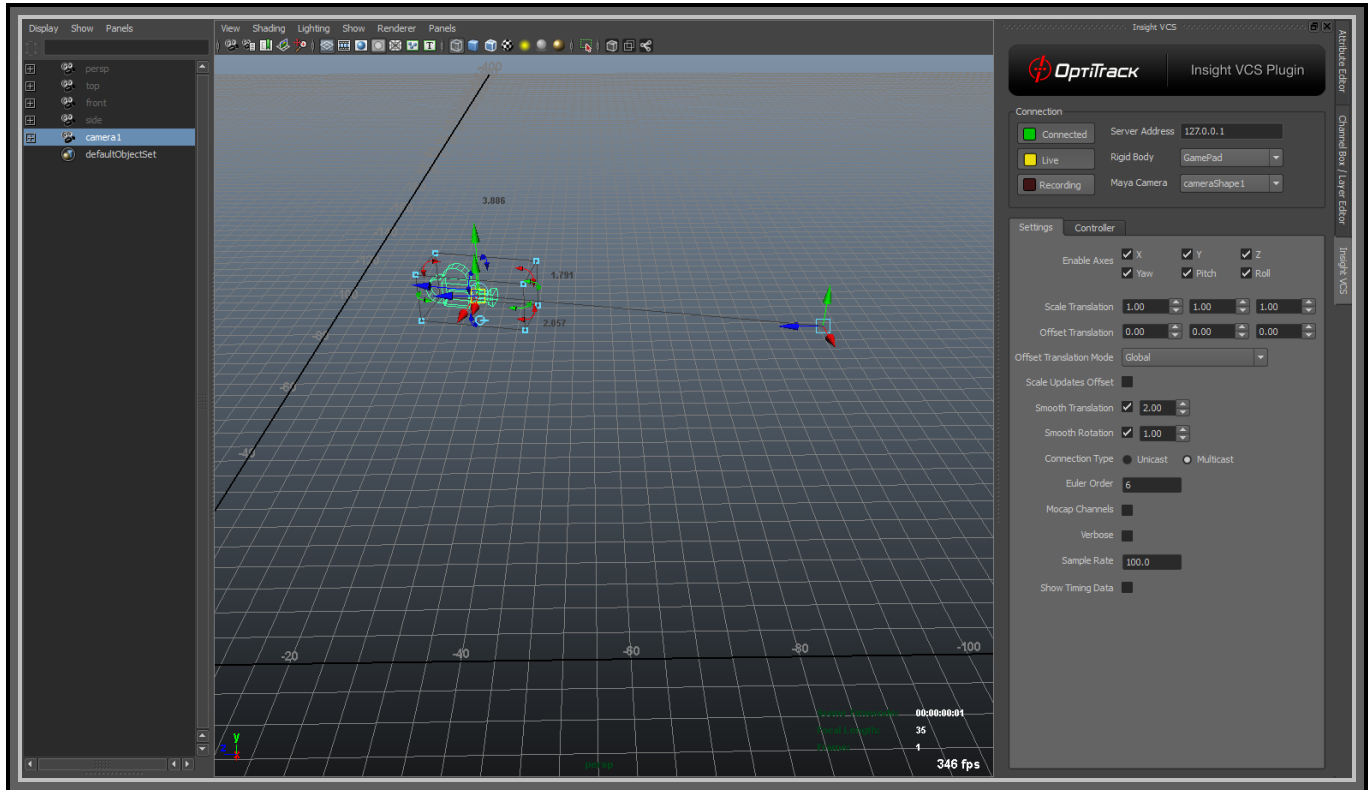 Display Show Panels
persp
top
front
side
camera1
defaultObjectSet
View Shading Lighting Show Renderer Panels
-400
3.886
1.791
2.057
-100
-80
-60
-40
-20
-40
-60
-80
-100
00:00:00:01
Focal Length: 35
1
persp
346 fps
y
Insight VCS
OptiTrack
Insight VCS Plugin
Connection
Connected
Server Address 127.0.0.1
Live
Rigid Body GamePad
Recording
Maya Camera cameraShape1
Settings Controller
Enable Axes X Y Z
Yaw Pitch Roll
Scale Translation 1.00 1.00 1.00
Offset Translation 0.00 0.00 0.00
Offset Translation Mode Global
Scale Updates Offset
Smooth Translation 2.00
Smooth Rotation 1.00
Connection Type Unicast Multicast
Euler Order 6
Mocap Channels
Verbose
Sample Rate 100.0
Show Timing Data
Attribute Editor
Channel Box / Layer Editor
Insight VCS